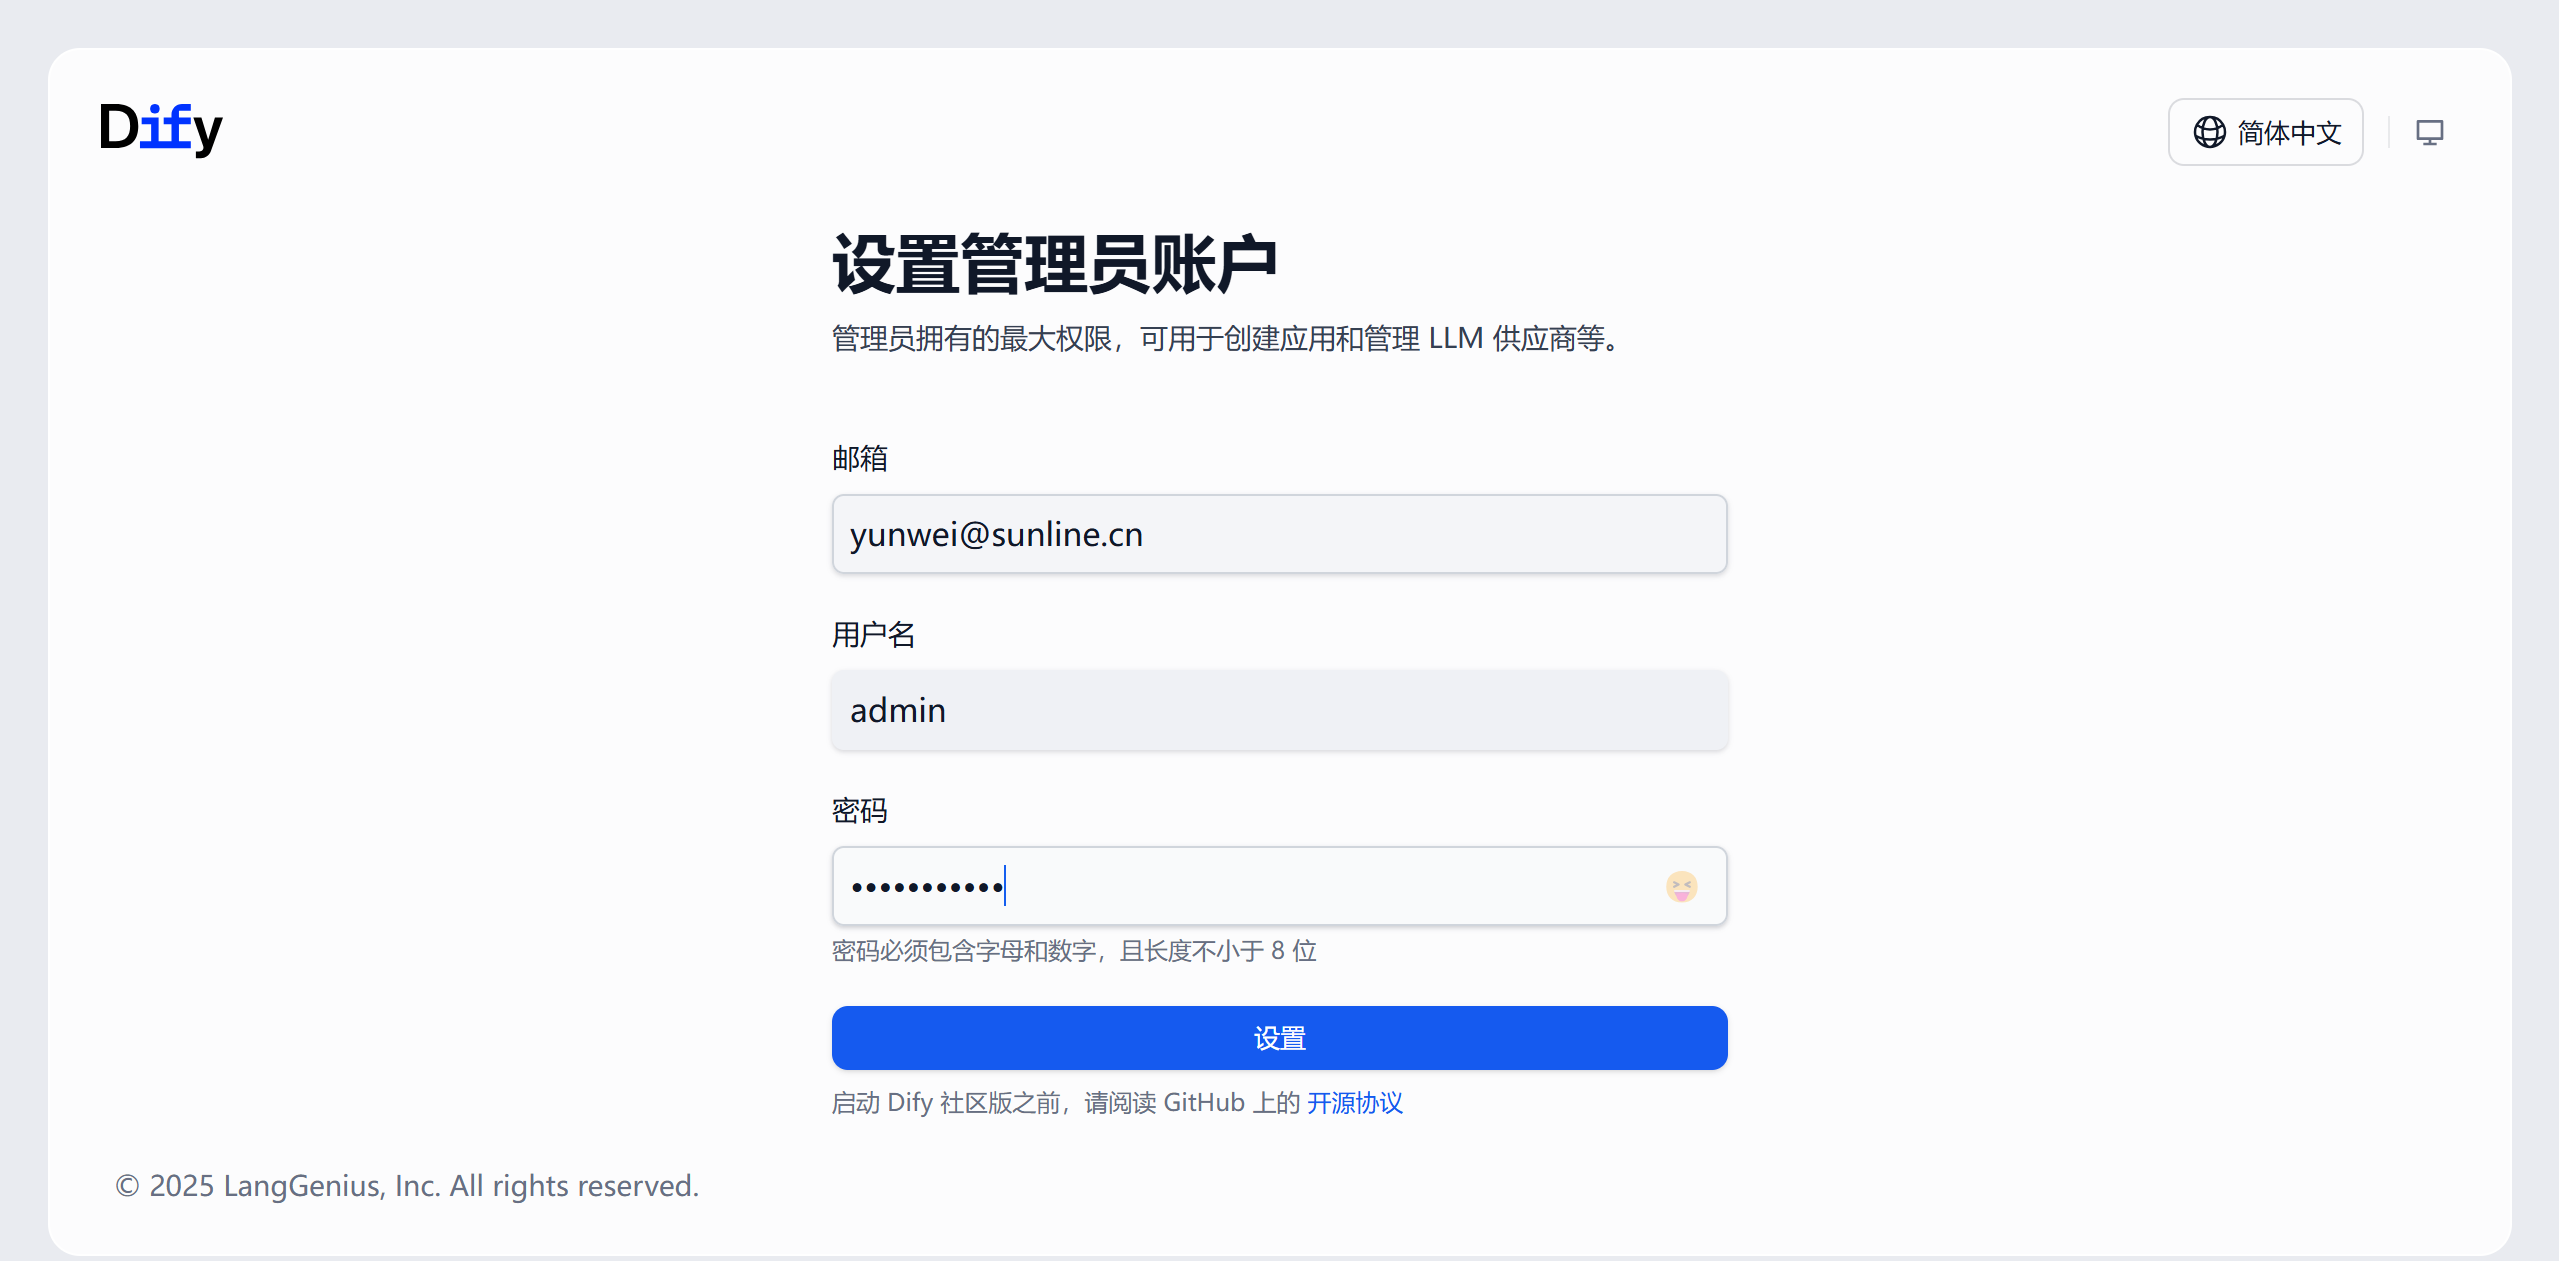 Dify
简体中文
设置管理员账户
管理员拥有的最大权限，可用于创建应用和管理 LLM 供应商等。
邮箱
yunwei@sunline.cn
用户名
admin
密码
•••••••••••
密码必须包含字母和数字，且长度不小于 8 位
设置
启动 Dify 社区版之前，请阅读 GitHub 上的 开源协议
© 2025 LangGenius, Inc. All rights reserved.